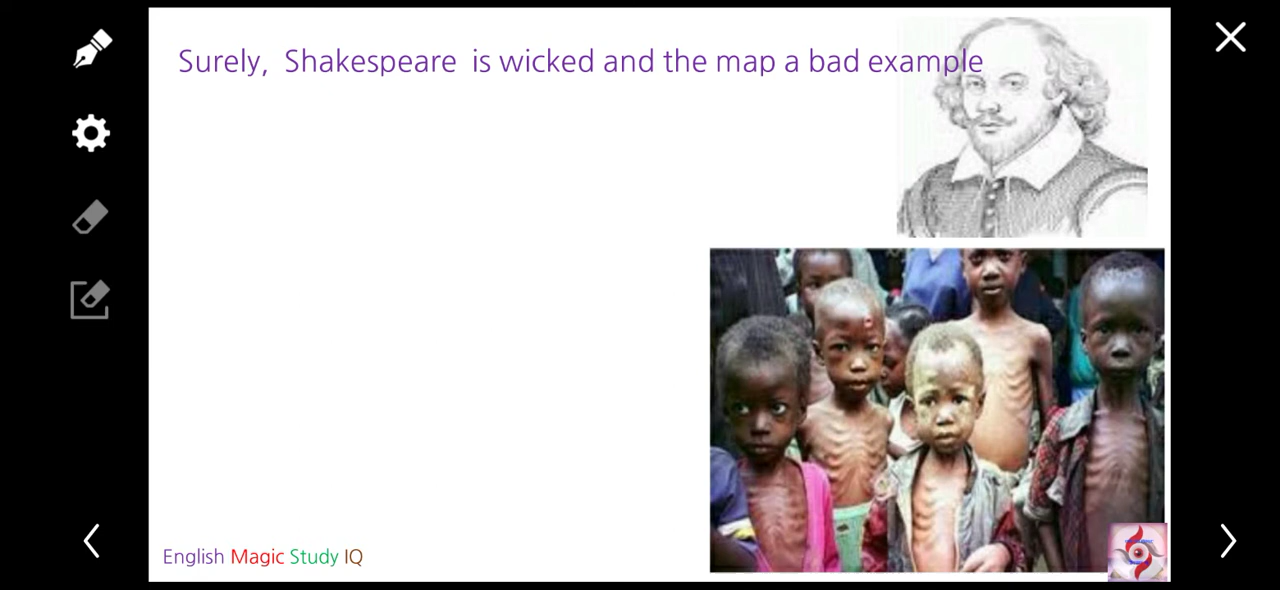 Surely, Shakespeare is wicked and the map a bad example
English Magic Study IQ